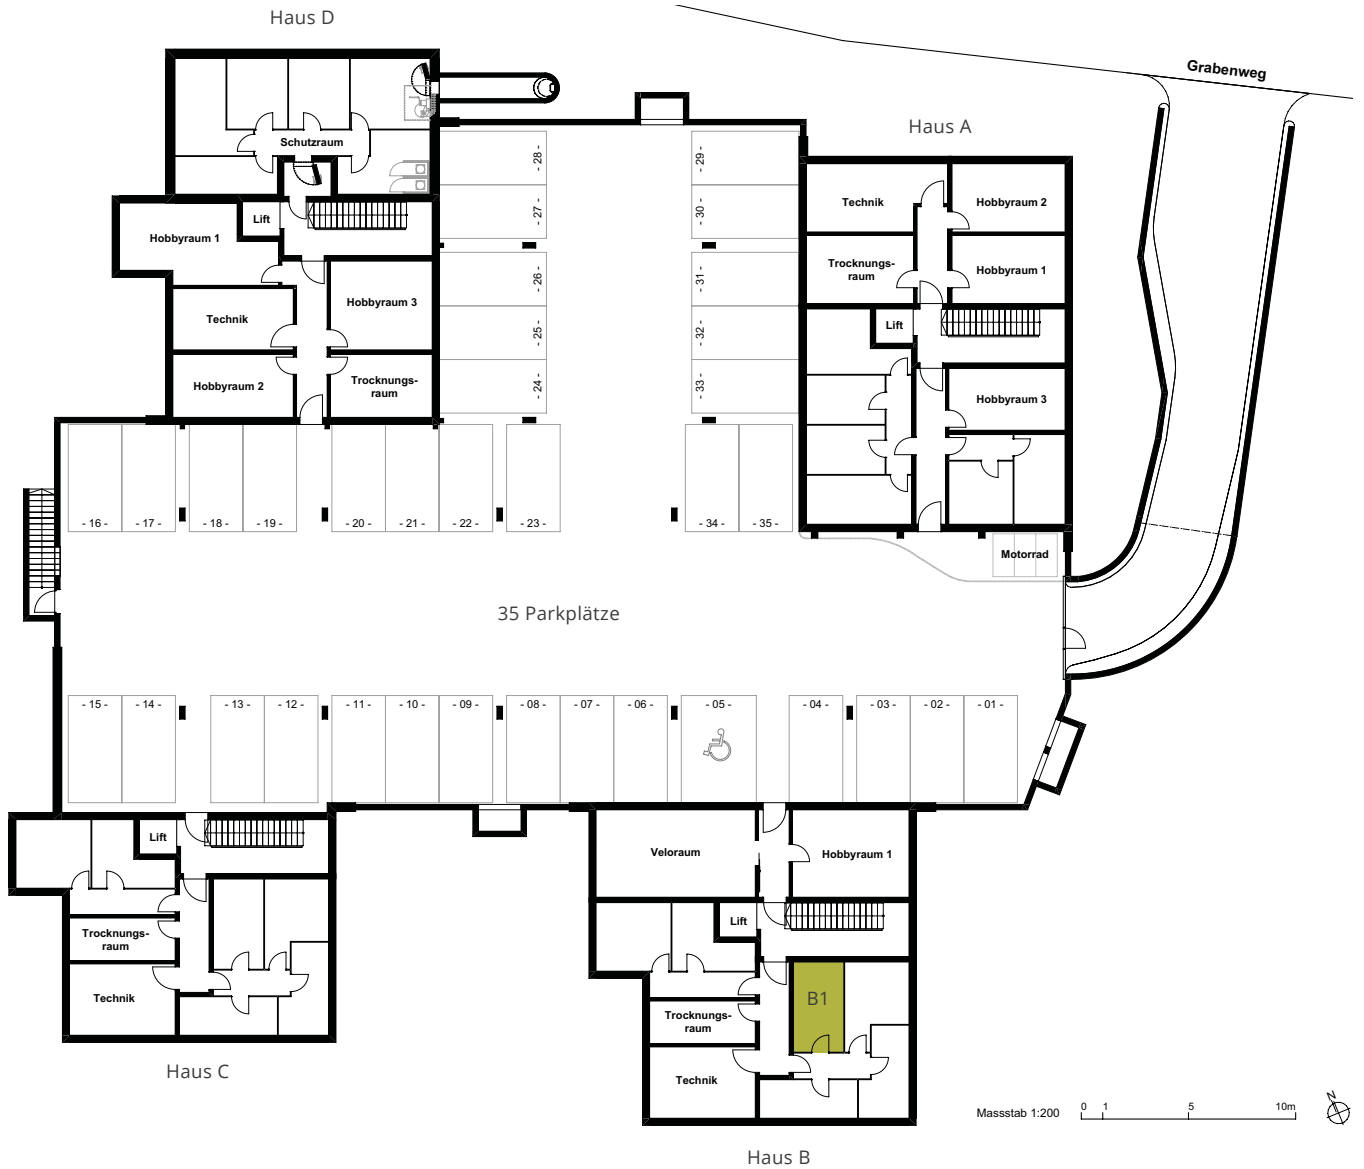 Haus D
Grabenweg
Haus A
Schutzraum
- 28 -
- 29 -
Technik
Hobbyraum 2
- 27 -
- 30 -
Lift
Hobbyraum 1
Trocknungs-
raum
Hobbyraum 1
- 26 -
- 31 -
Hobbyraum 3
Technik
- 25 -
- 32 -
Lift
Hobbyraum 2
Trocknungs-
raum
- 24 -
- 33 -
Hobbyraum 3
- 16 -
- 17 -
- 18 -
- 19 -
- 20 -
- 21 -
- 22 -
- 23 -
- 34 -
- 35 -
Motorrad
35 Parkplätze
- 15 -
- 14 -
- 13 -
- 12 -
- 11 -
- 10 -
- 09 -
- 08 -
- 07 -
- 06 -
- 05 -
- 04 -
- 03 -
- 02 -
- 01 -
Lift
Veloraum
Hobbyraum 1
Trocknungs-
raum
Lift
Technik
B1
Trocknungs-
raum
Haus C
Technik
Massstab 1:200
0 1 5 10m
N
Haus B